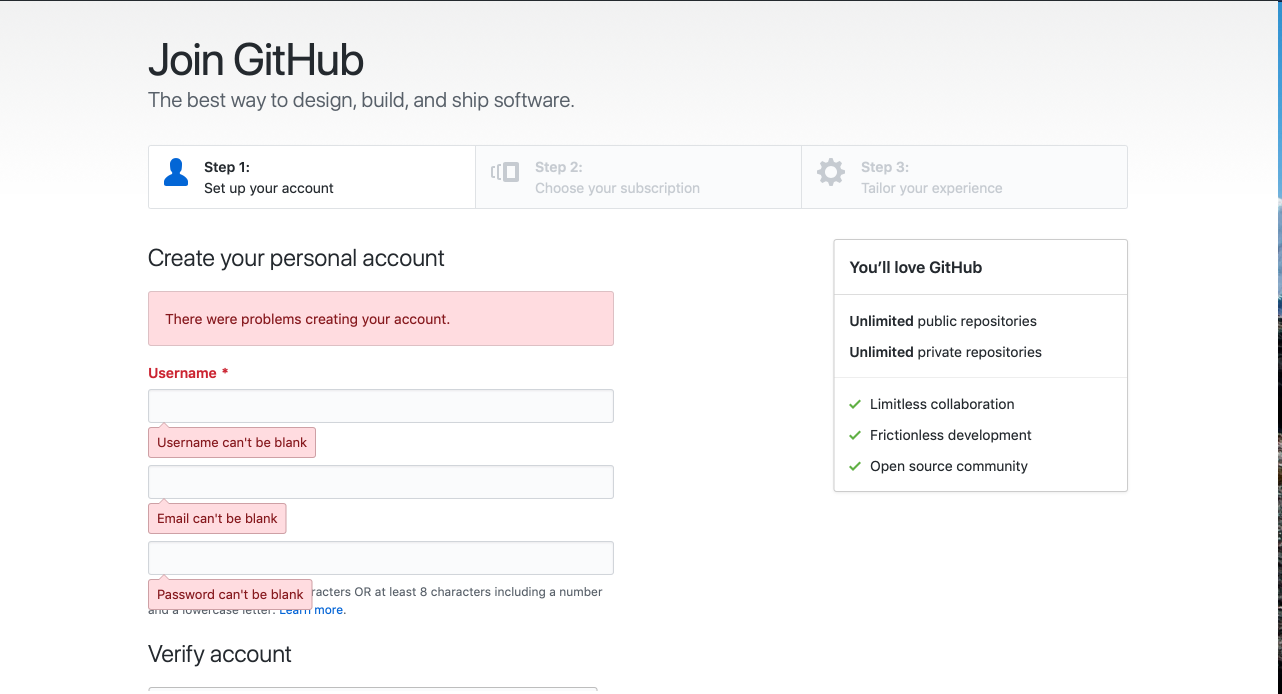 Join GitHub
The best way to design, build, and ship software.
Step 1:
Set up your account
Step 2:
Choose your subscription
Step 3:
Tailor your experience
Create your personal account
There were problems creating your account.
Username *
Username can't be blank
Email can't be blank
Password can't be blank
OR at least 8 characters including a number
and a lowercase letter. Learn more.
Verify account
You’ll love GitHub
Unlimited public repositories
Unlimited private repositories
Limitless collaboration
Frictionless development
Open source community